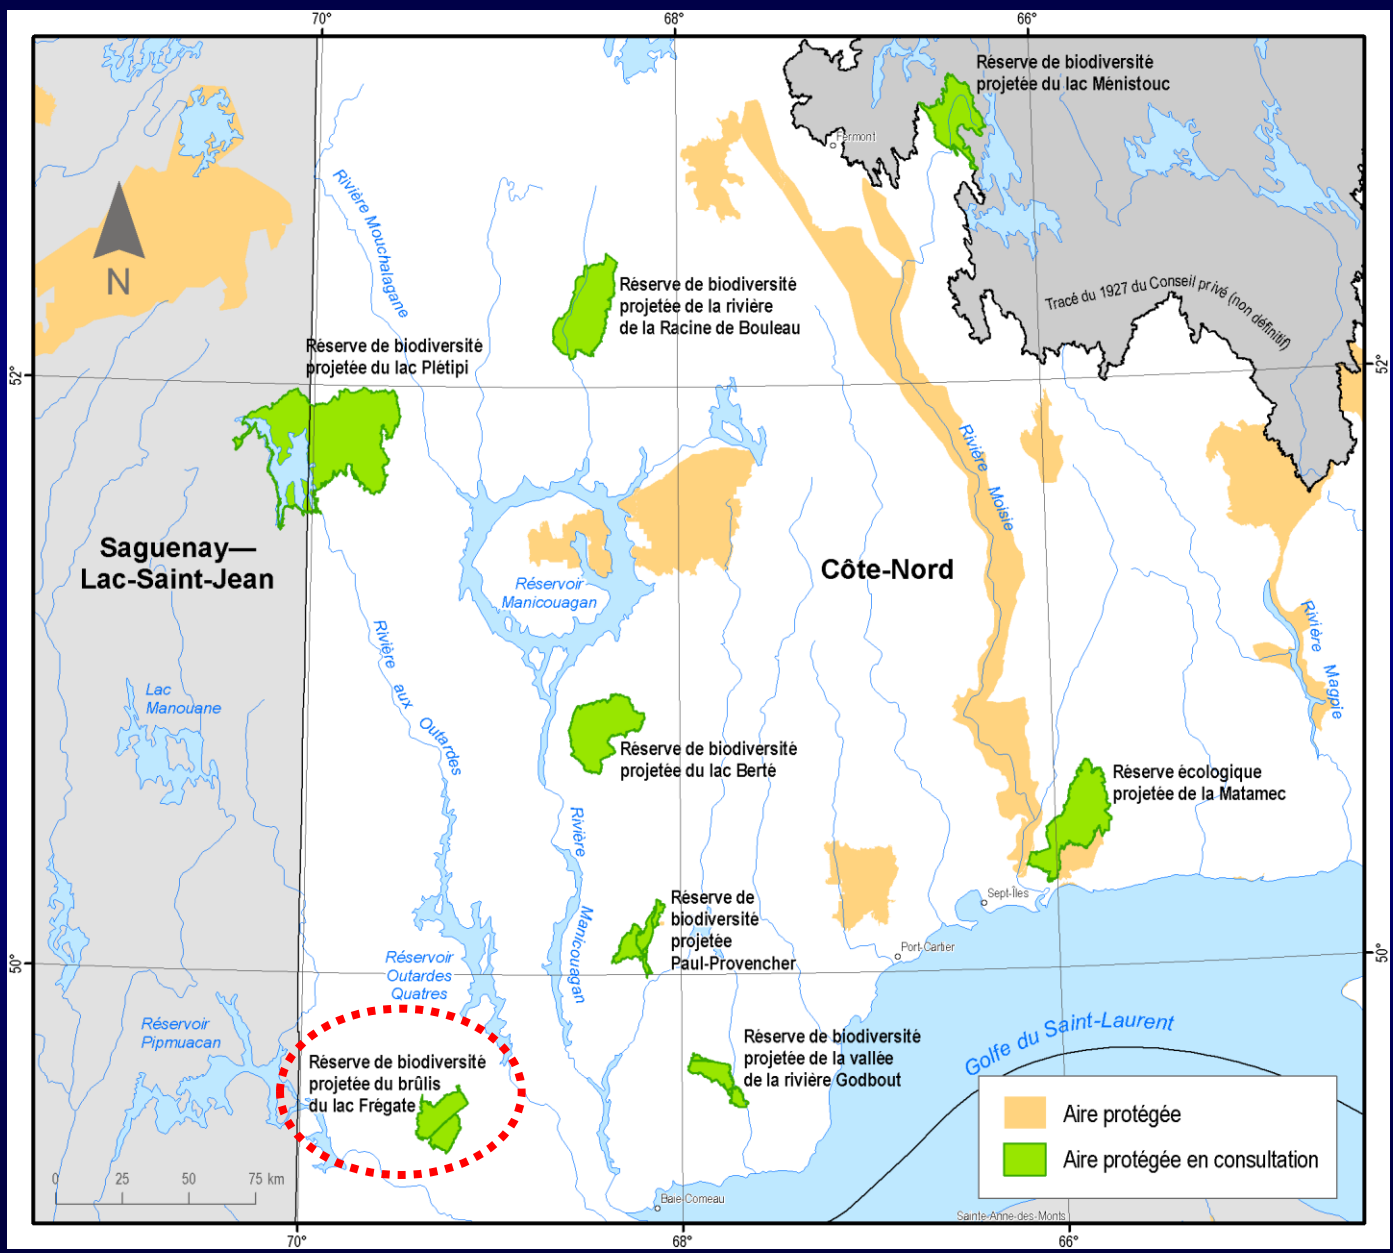 70°
68°
66°
Réserve de biodiversité
projetée du lac Ménistouc
Fermont
Rivière Mouchalagane
N
Réserve de biodiversité
projetée de la rivière
de la Racine de Bouleau
Tracé du 1927 du Conseil privé (non définitif)
Réserve de biodiversité
projetée du lac Plétipi
52°
52°
Rivière Moisie
Saguenay—
Lac-Saint-Jean
Côte-Nord
Réservoir
Manicouagan
Rivière Magpie
Rivière aux Outardes
Lac
Manouane
Réserve de biodiversité
projetée du lac Berté
Réserve écologique
projetée de la Matamec
Rivière Manicouagan
Réserve de
biodiversité
projetée
Paul-Provencher
Sept-Îles
Port-Cartier
50°
50°
Réservoir
Outardes
Quatres
Réservoir
Pipmuacan
Golfe du Saint-Laurent
Réserve de biodiversité
projetée de la vallée
de la rivière Godbout
Réserve de biodiversité
projetée du brûlis
du lac Frégate
Aire protégée
Aire protégée en consultation
0 25 50 75 km
Baie-Comeau
Sainte-Anne-des-Monts
70°
68°
66°